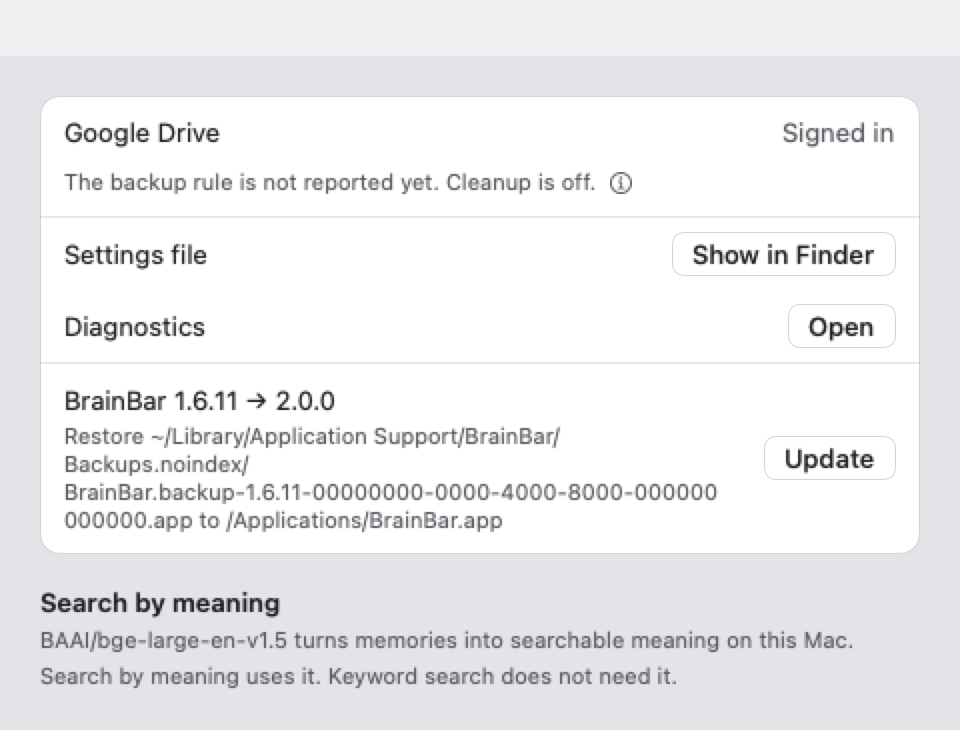 Google Drive
Signed in
The backup rule is not reported yet. Cleanup is off.
Settings file
Show in Finder
Diagnostics
Open
BrainBar 1.6.11 → 2.0.0
Restore ~/Library/Application Support/BrainBar/
Backups.noindex/
BrainBar.backup-1.6.11-00000000-0000-4000-8000-000000
000000.app to /Applications/BrainBar.app
Update
Search by meaning
BAAI/bge-large-en-v1.5 turns memories into searchable meaning on this Mac.
Search by meaning uses it. Keyword search does not need it.